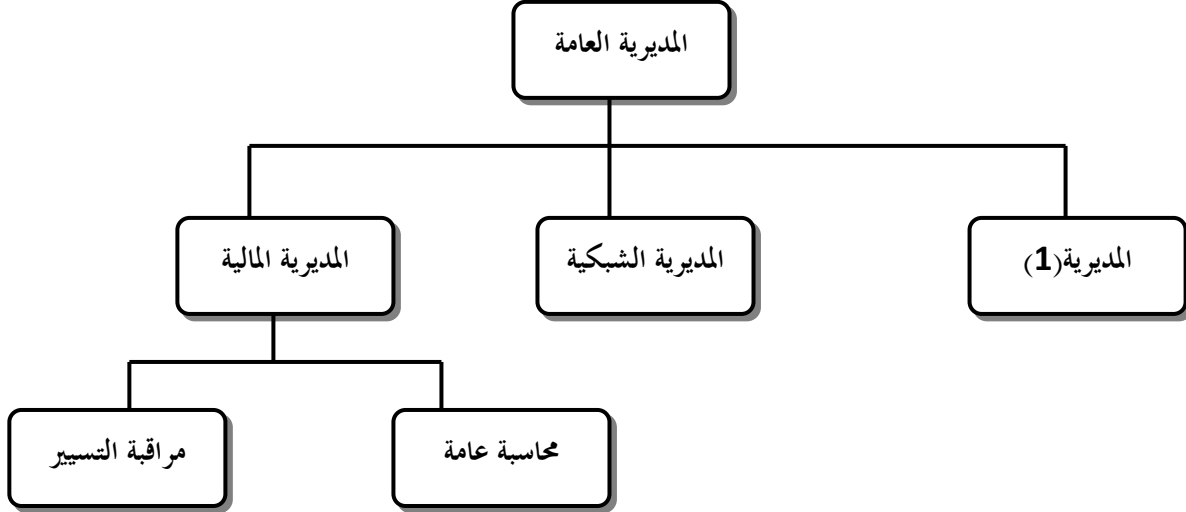 المديرية العامة
المديرية(1)
المديرية الشبكية
المديرية المالية
محاسبة عامة
مراقبة التسيير